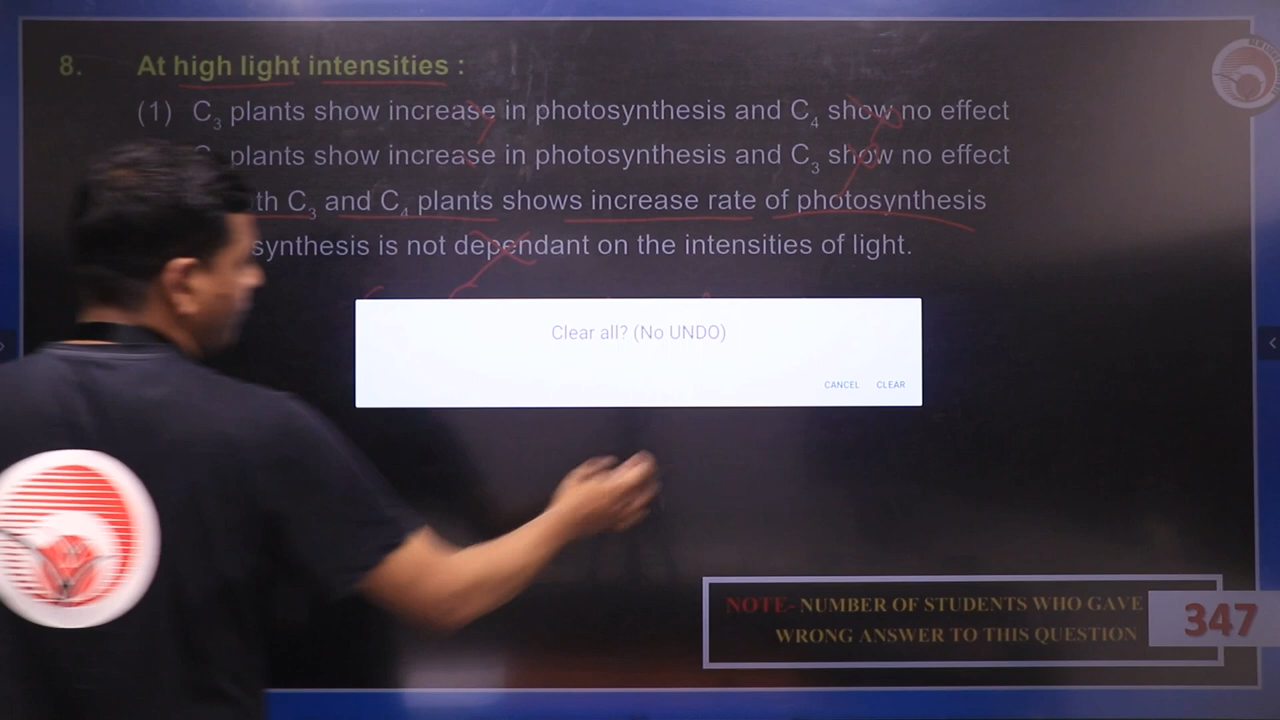 8. At high light intensities :
(1) C₃ plants show increase in photosynthesis and C₄ show no effect
plants show increase in photosynthesis and C₃ show no effect
C₃ and C₄ plants shows increase rate of photosynthesis
synthesis is not dependant on the intensities of light.
Clear all? (No UNDO)
CANCEL CLEAR
NOTE- NUMBER OF STUDENTS WHO GAVE
WRONG ANSWER TO THIS QUESTION
347